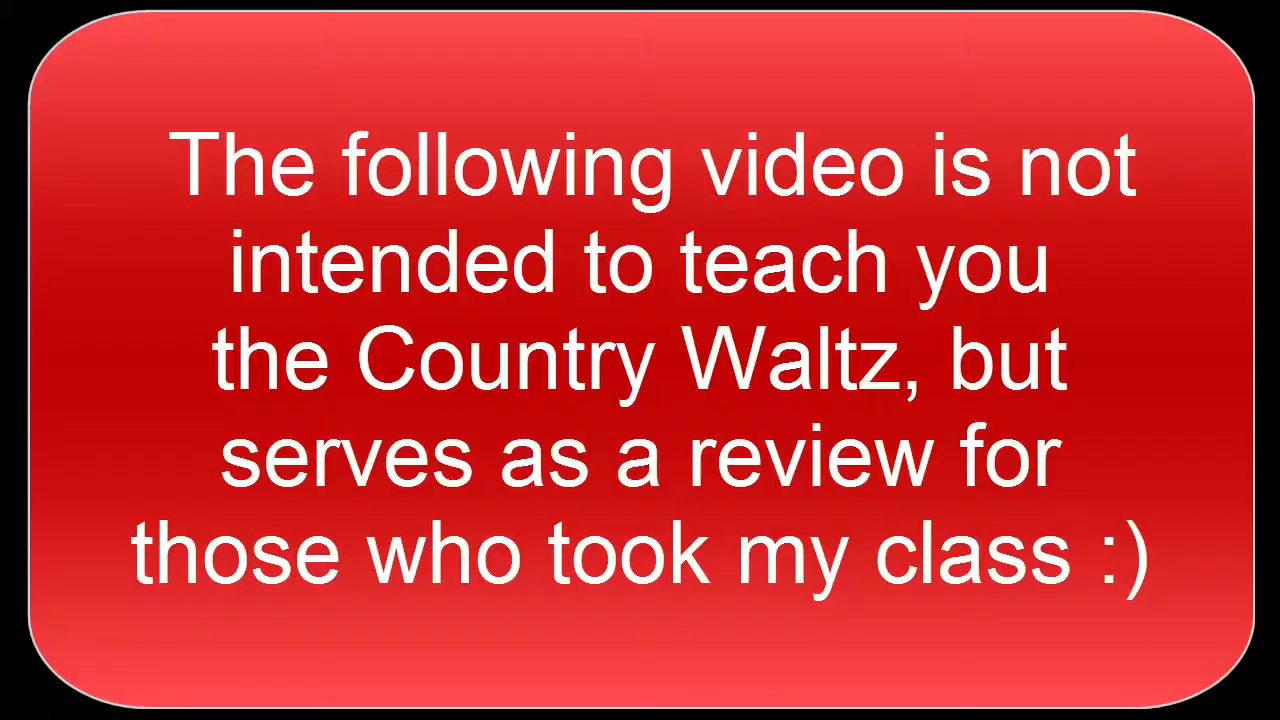 The following video is not
intended to teach you
the Country Waltz, but
serves as a review for
those who took my class :)